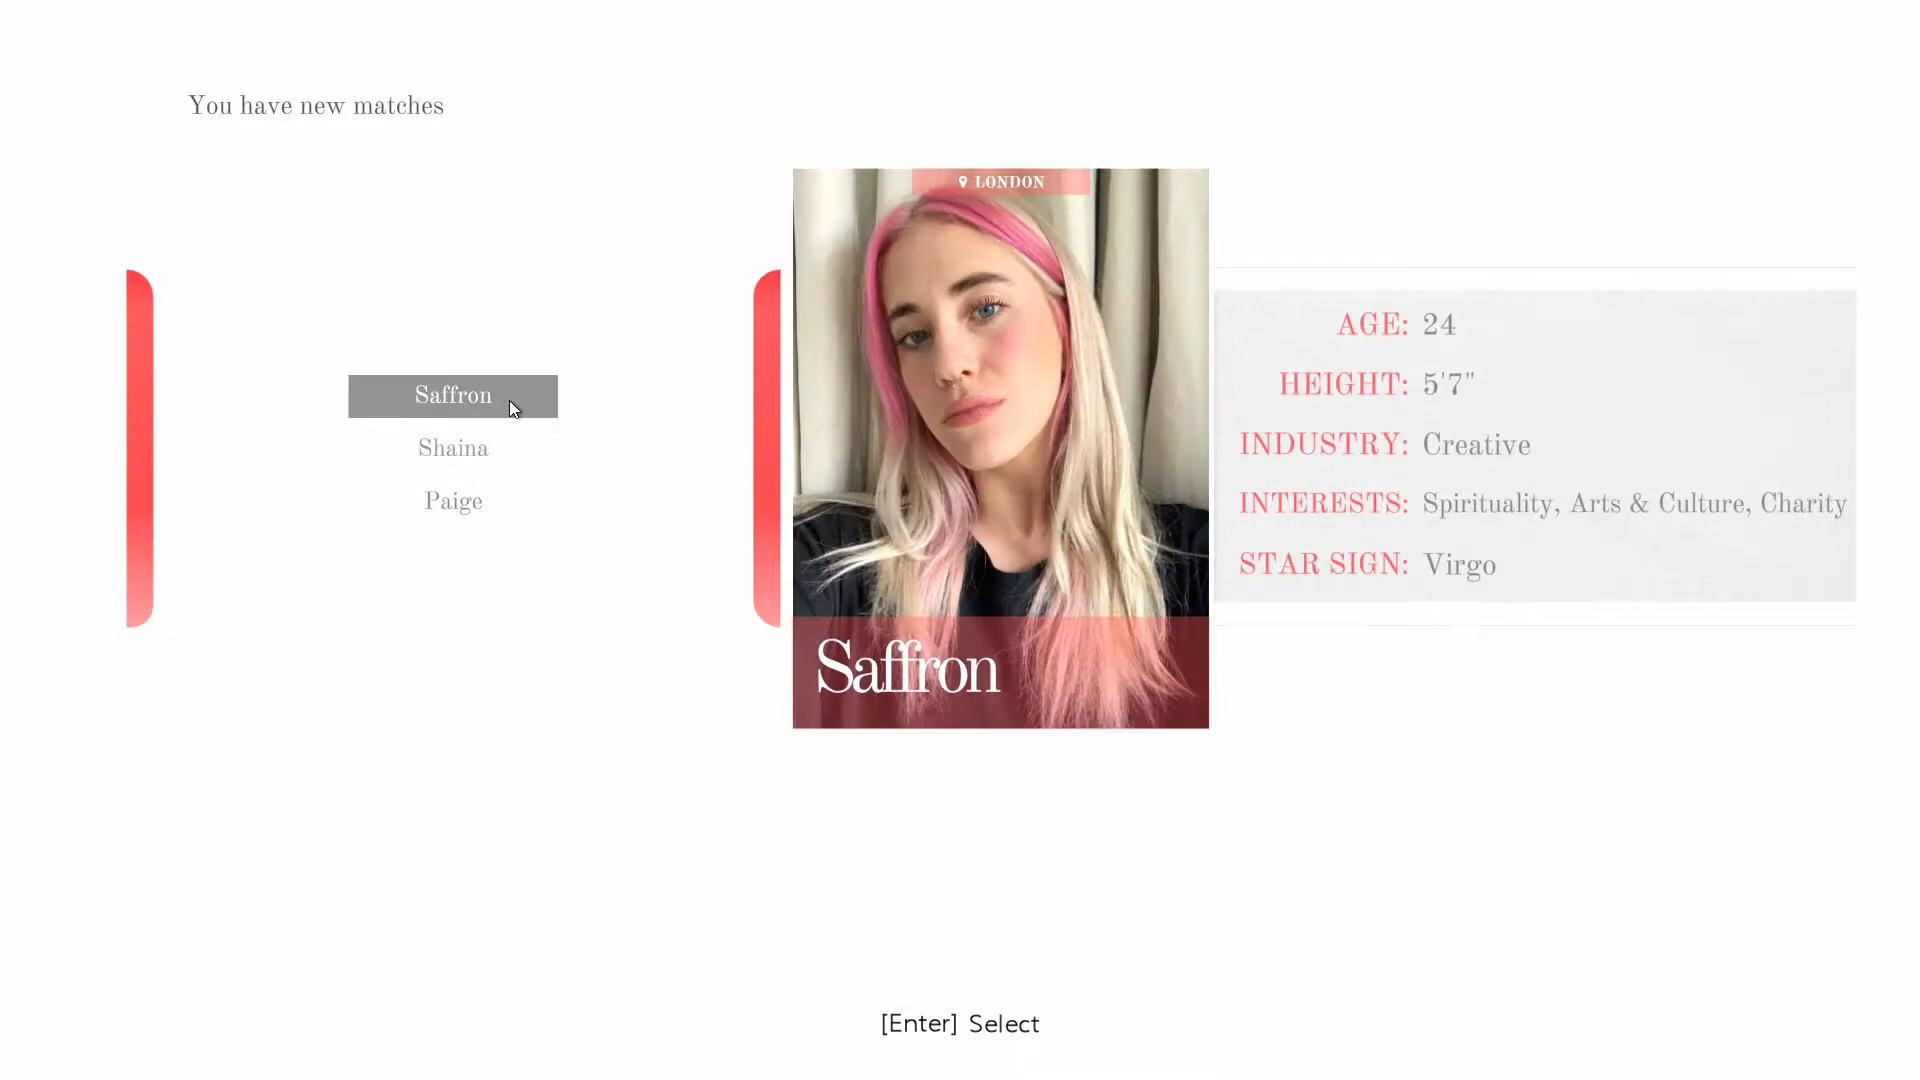 You have new matches
Saffron
Shaina
Paige
LONDON
Saffron
AGE: 24
HEIGHT: 5'7"
INDUSTRY: Creative
INTERESTS: Spirituality, Arts & Culture, Charity
STAR SIGN: Virgo
[Enter] Select